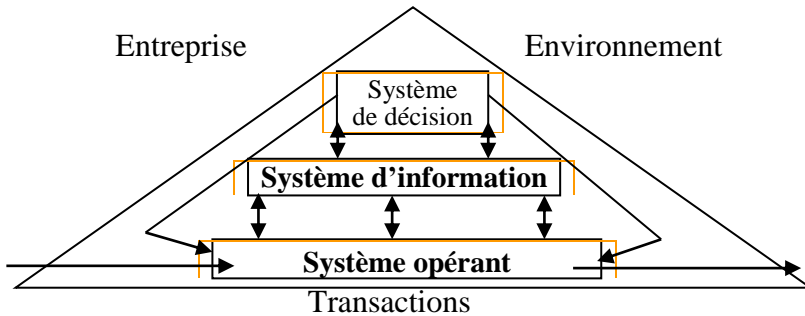 Entreprise
Environnement
Système
de décision
Système d’information
Système opérant
Transactions